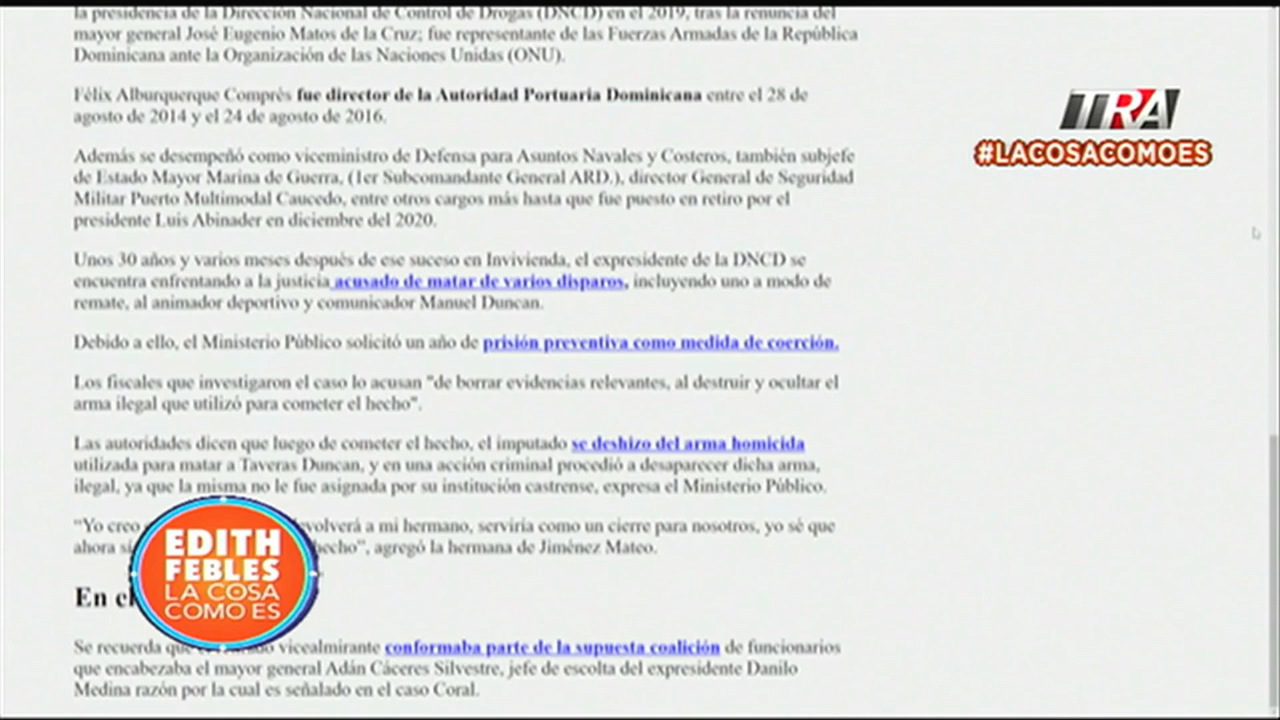 la presidencia de la Dirección Nacional de Control de Drogas (DNCD) en el 2019, tras la renuncia del
mayor general José Eugenio Matos de la Cruz; fue representante de las Fuerzas Armadas de la República
Dominicana ante la Organización de las Naciones Unidas (ONU).
Félix Alburquerque Comprés fue director de la Autoridad Portuaria Dominicana entre el 28 de
agosto de 2014 y el 24 de agosto de 2016.
TRA
#LACOSACOMOES
Además se desempeñó como viceministro de Defensa para Asuntos Navales y Costeros, también subjefe
de Estado Mayor Marina de Guerra, (1er Subcomandante General ARD.), director General de Seguridad
Militar Puerto Multimodal Caucedo, entre otros cargos más hasta que fue puesto en retiro por el
presidente Luis Abinader en diciembre del 2020.
Unos 30 años y varios meses después de ese suceso en Invivienda, el expresidente de la DNCD se
encuentra enfrentando a la justicia acusado de matar de varios disparos, incluyendo uno a modo de
remate, al animador deportivo y comunicador Manuel Duncan.
Debido a ello, el Ministerio Público solicitó un año de prisión preventiva como medida de coerción.
Los fiscales que investigaron el caso lo acusan "de borrar evidencias relevantes, al destruir y ocultar el
arma ilegal que utilizó para cometer el hecho".
Las autoridades dicen que luego de cometer el hecho, el imputado se deshizo del arma homicida
utilizada para matar a Taveras Duncan, y en una acción criminal procedió a desaparecer dicha arma,
ilegal, ya que la misma no le fue asignada por su institución castrense, expresa el Ministerio Público.
“Yo creo volverá a mi hermano, serviría como un cierre para nosotros, yo sé que
ahora hecho”, agregó la hermana de Jiménez Mateo.
EDITH
FEBLES
LA COSA
COMO ES
En
Se recuerda vicealmirante conformaba parte de la supuesta coalición de funcionarios
que encabezaba el mayor general Adán Cáceres Silvestre, jefe de escolta del expresidente Danilo
Medina razón por la cual es señalado en el caso Coral.